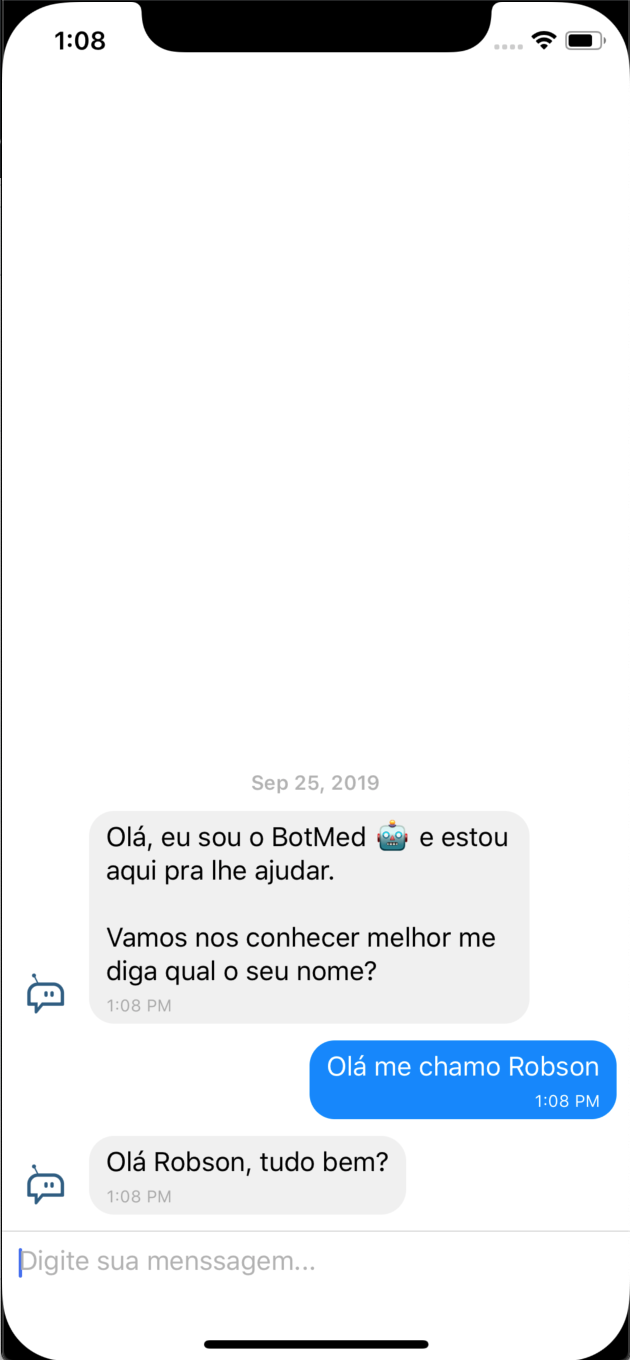 1:08
Sep 25, 2019
Olá, eu sou o BotMed 🤖 e estou
aqui pra lhe ajudar.
Vamos nos conhecer melhor me
diga qual o seu nome?
1:08 PM
Olá me chamo Robson
1:08 PM
Olá Robson, tudo bem?
1:08 PM
Digite sua menssagem...